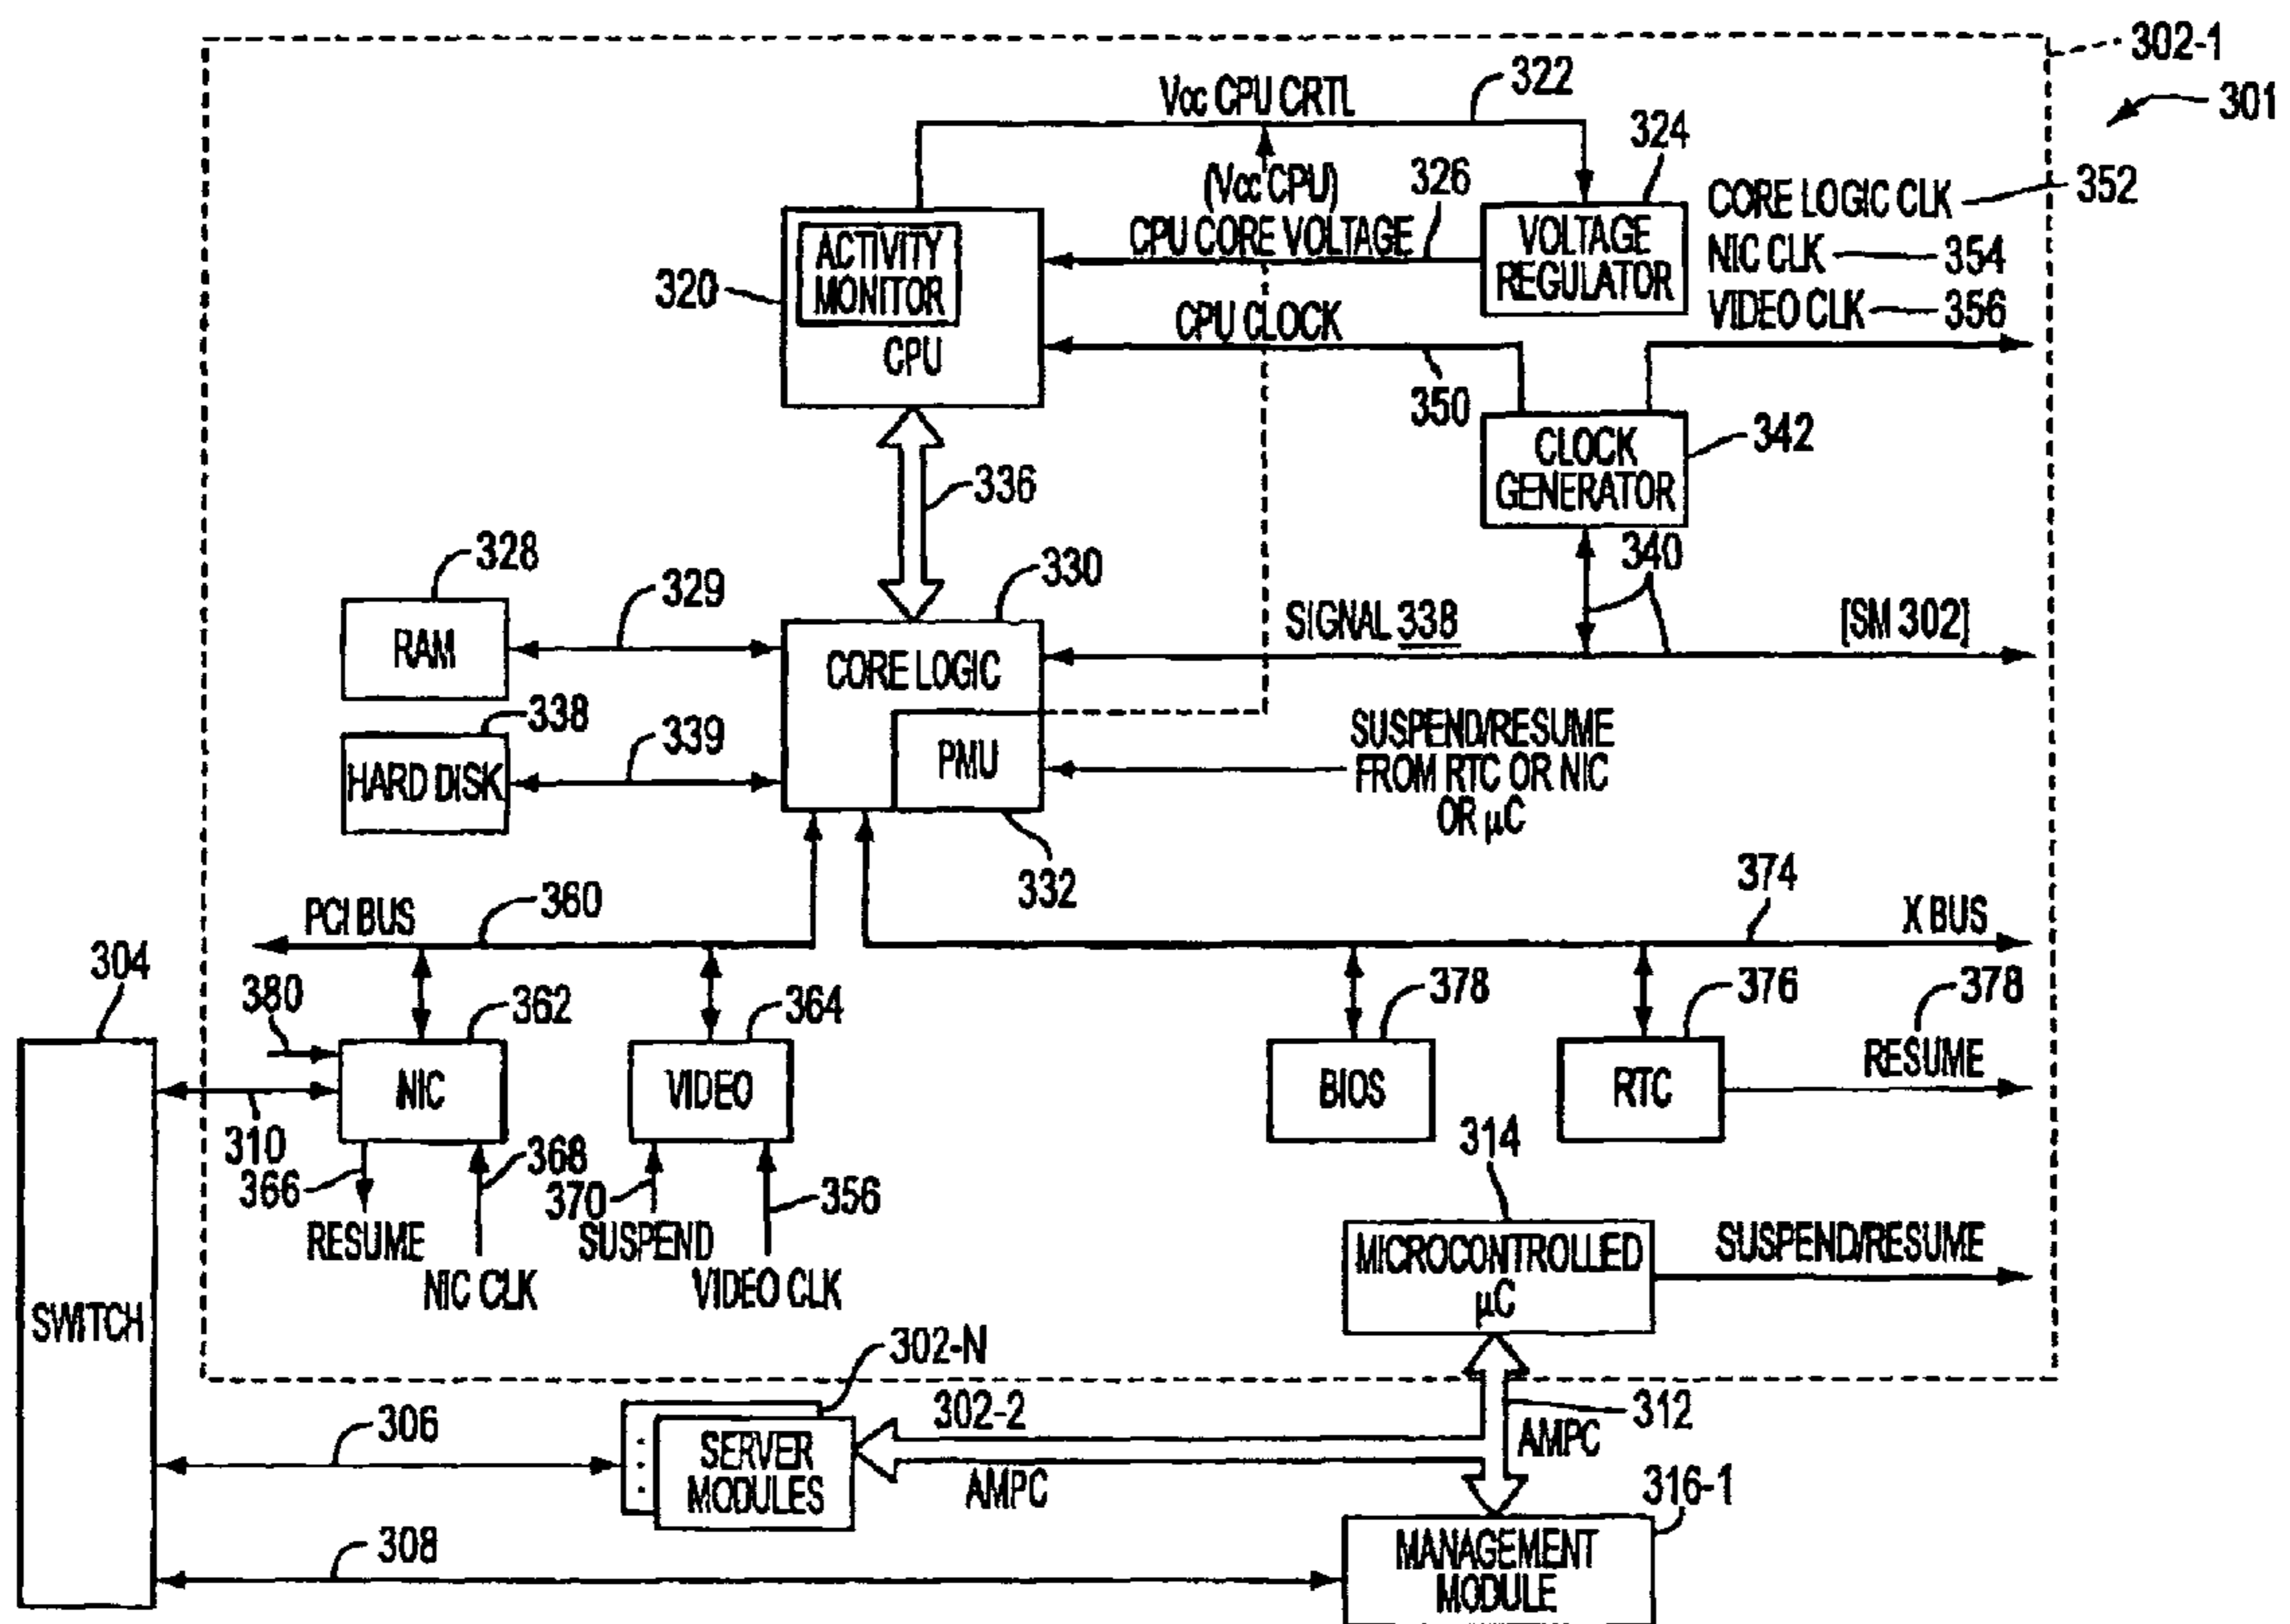 302-1
301
322
Vcc CPU CRTL
324
(Vcc CPU)
326
CPU CORE VOLTAGE
VOLTAGE
REGULATOR
CORE LOGIC CLK
352
NIC CLK
354
VIDEO CLK
356
ACTIVITY
MONITOR
CPU
320
CPU CLOCK
350
CLOCK
GENERATOR
342
336
340
328
329
330
RAM
CORE LOGIC
SIGNAL 338
[SM 302]
338
339
HARD DISK
PMU
SUSPEND/RESUME
FROM RTC OR NIC
OR µC
332
374
PCI BUS
360
X BUS
304
380
362
364
378
376
378
NIC
VIDEO
BIOS
RTC
RESUME
310
366
368
370
356
314
RESUME
NIC CLK
SUSPEND
VIDEO CLK
MICROCONTROLLED
µC
SUSPEND/RESUME
SWITCH
302-N
306
302-2
312
SERVER
MODULES
AMPC
AMPC
316-1
308
MANAGEMENT
MODULE